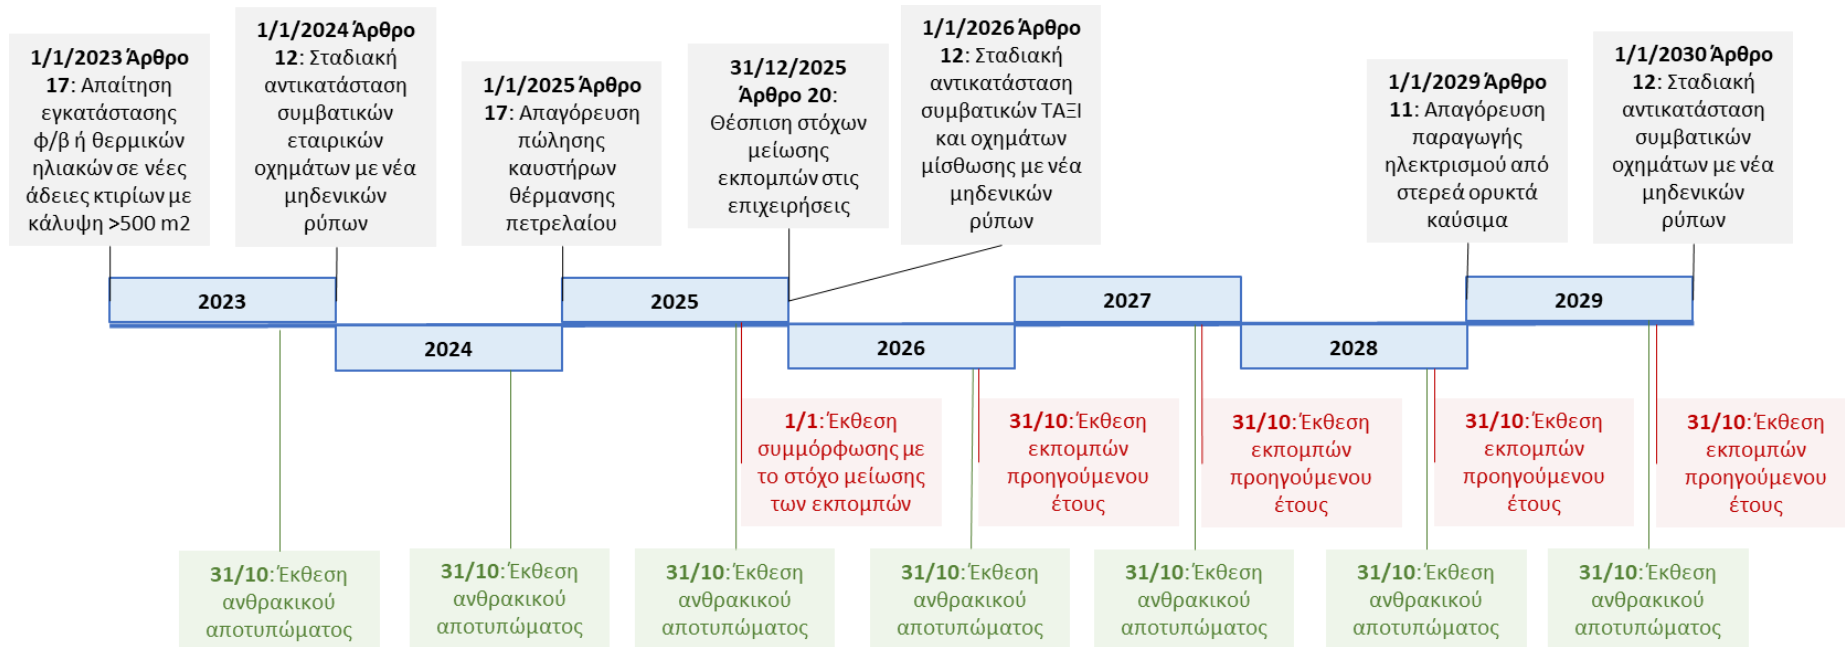 1/1/2023 Άρθρο
17: Απαίτηση
εγκατάστασης
φ/β ή θερμικών
ηλιακών σε νέες
άδειες κτιρίων με
κάλυψη >500 m2
1/1/2024 Άρθρο
12: Σταδιακή
αντικατάσταση
συμβατικών
εταιρικών
οχημάτων με νέα
μηδενικών
ρύπων
1/1/2025 Άρθρο
17: Απαγόρευση
πώλησης
καυστήρων
θέρμανσης
πετρελαίου
31/12/2025
Άρθρο 20:
Θέσπιση στόχων
μείωσης
εκπομπών στις
επιχειρήσεις
1/1/2026 Άρθρο
12: Σταδιακή
αντικατάσταση
συμβατικών ΤΑΞΙ
και οχημάτων
μίσθωσης με νέα
μηδενικών
ρύπων
1/1/2029 Άρθρο
11: Απαγόρευση
παραγωγής
ηλεκτρισμού από
στερεά ορυκτά
καύσιμα
1/1/2030 Άρθρο
12: Σταδιακή
αντικατάσταση
συμβατικών
οχημάτων με νέα
μηδενικών
ρύπων
2023
2024
2025
2026
2027
2028
2029
1/1: Έκθεση
συμμόρφωσης με
το στόχο μείωσης
των εκπομπών
31/10: Έκθεση
εκπομπών
προηγούμενου
έτους
31/10: Έκθεση
εκπομπών
προηγούμενου
έτους
31/10: Έκθεση
εκπομπών
προηγούμενου
έτους
31/10: Έκθεση
εκπομπών
προηγούμενου
έτους
31/10: Έκθεση
ανθρακικού
αποτυπώματος
31/10: Έκθεση
ανθρακικού
αποτυπώματος
31/10: Έκθεση
ανθρακικού
αποτυπώματος
31/10: Έκθεση
ανθρακικού
αποτυπώματος
31/10: Έκθεση
ανθρακικού
αποτυπώματος
31/10: Έκθεση
ανθρακικού
αποτυπώματος
31/10: Έκθεση
ανθρακικού
αποτυπώματος